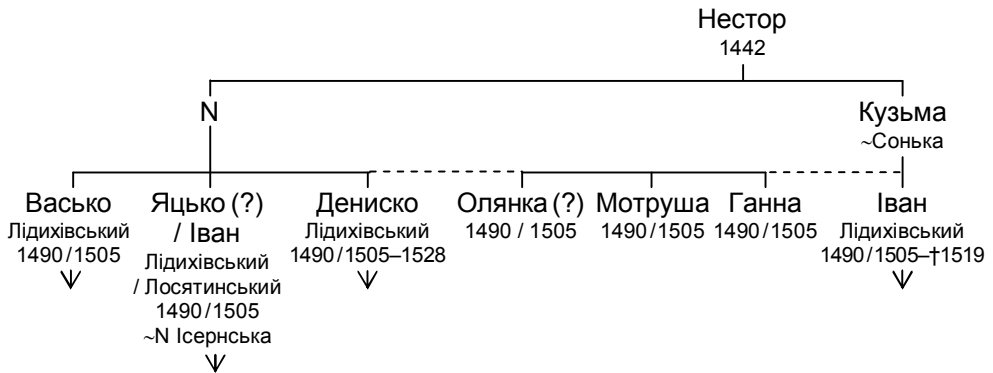 Нестор
1442
N
Кузьма
~Сонька
Васько
Лідихівський
1490/1505
Яцько (?)
/ Іван
Лідихівський
/ Лосятинський
1490/1505
~N Ісернська
Дениско
Лідихівський
1490/1505–1528
Олянка (?)
1490 / 1505
Мотруша
1490/1505
Ганна
1490/1505
Іван
Лідихівський
1490/1505–†1519